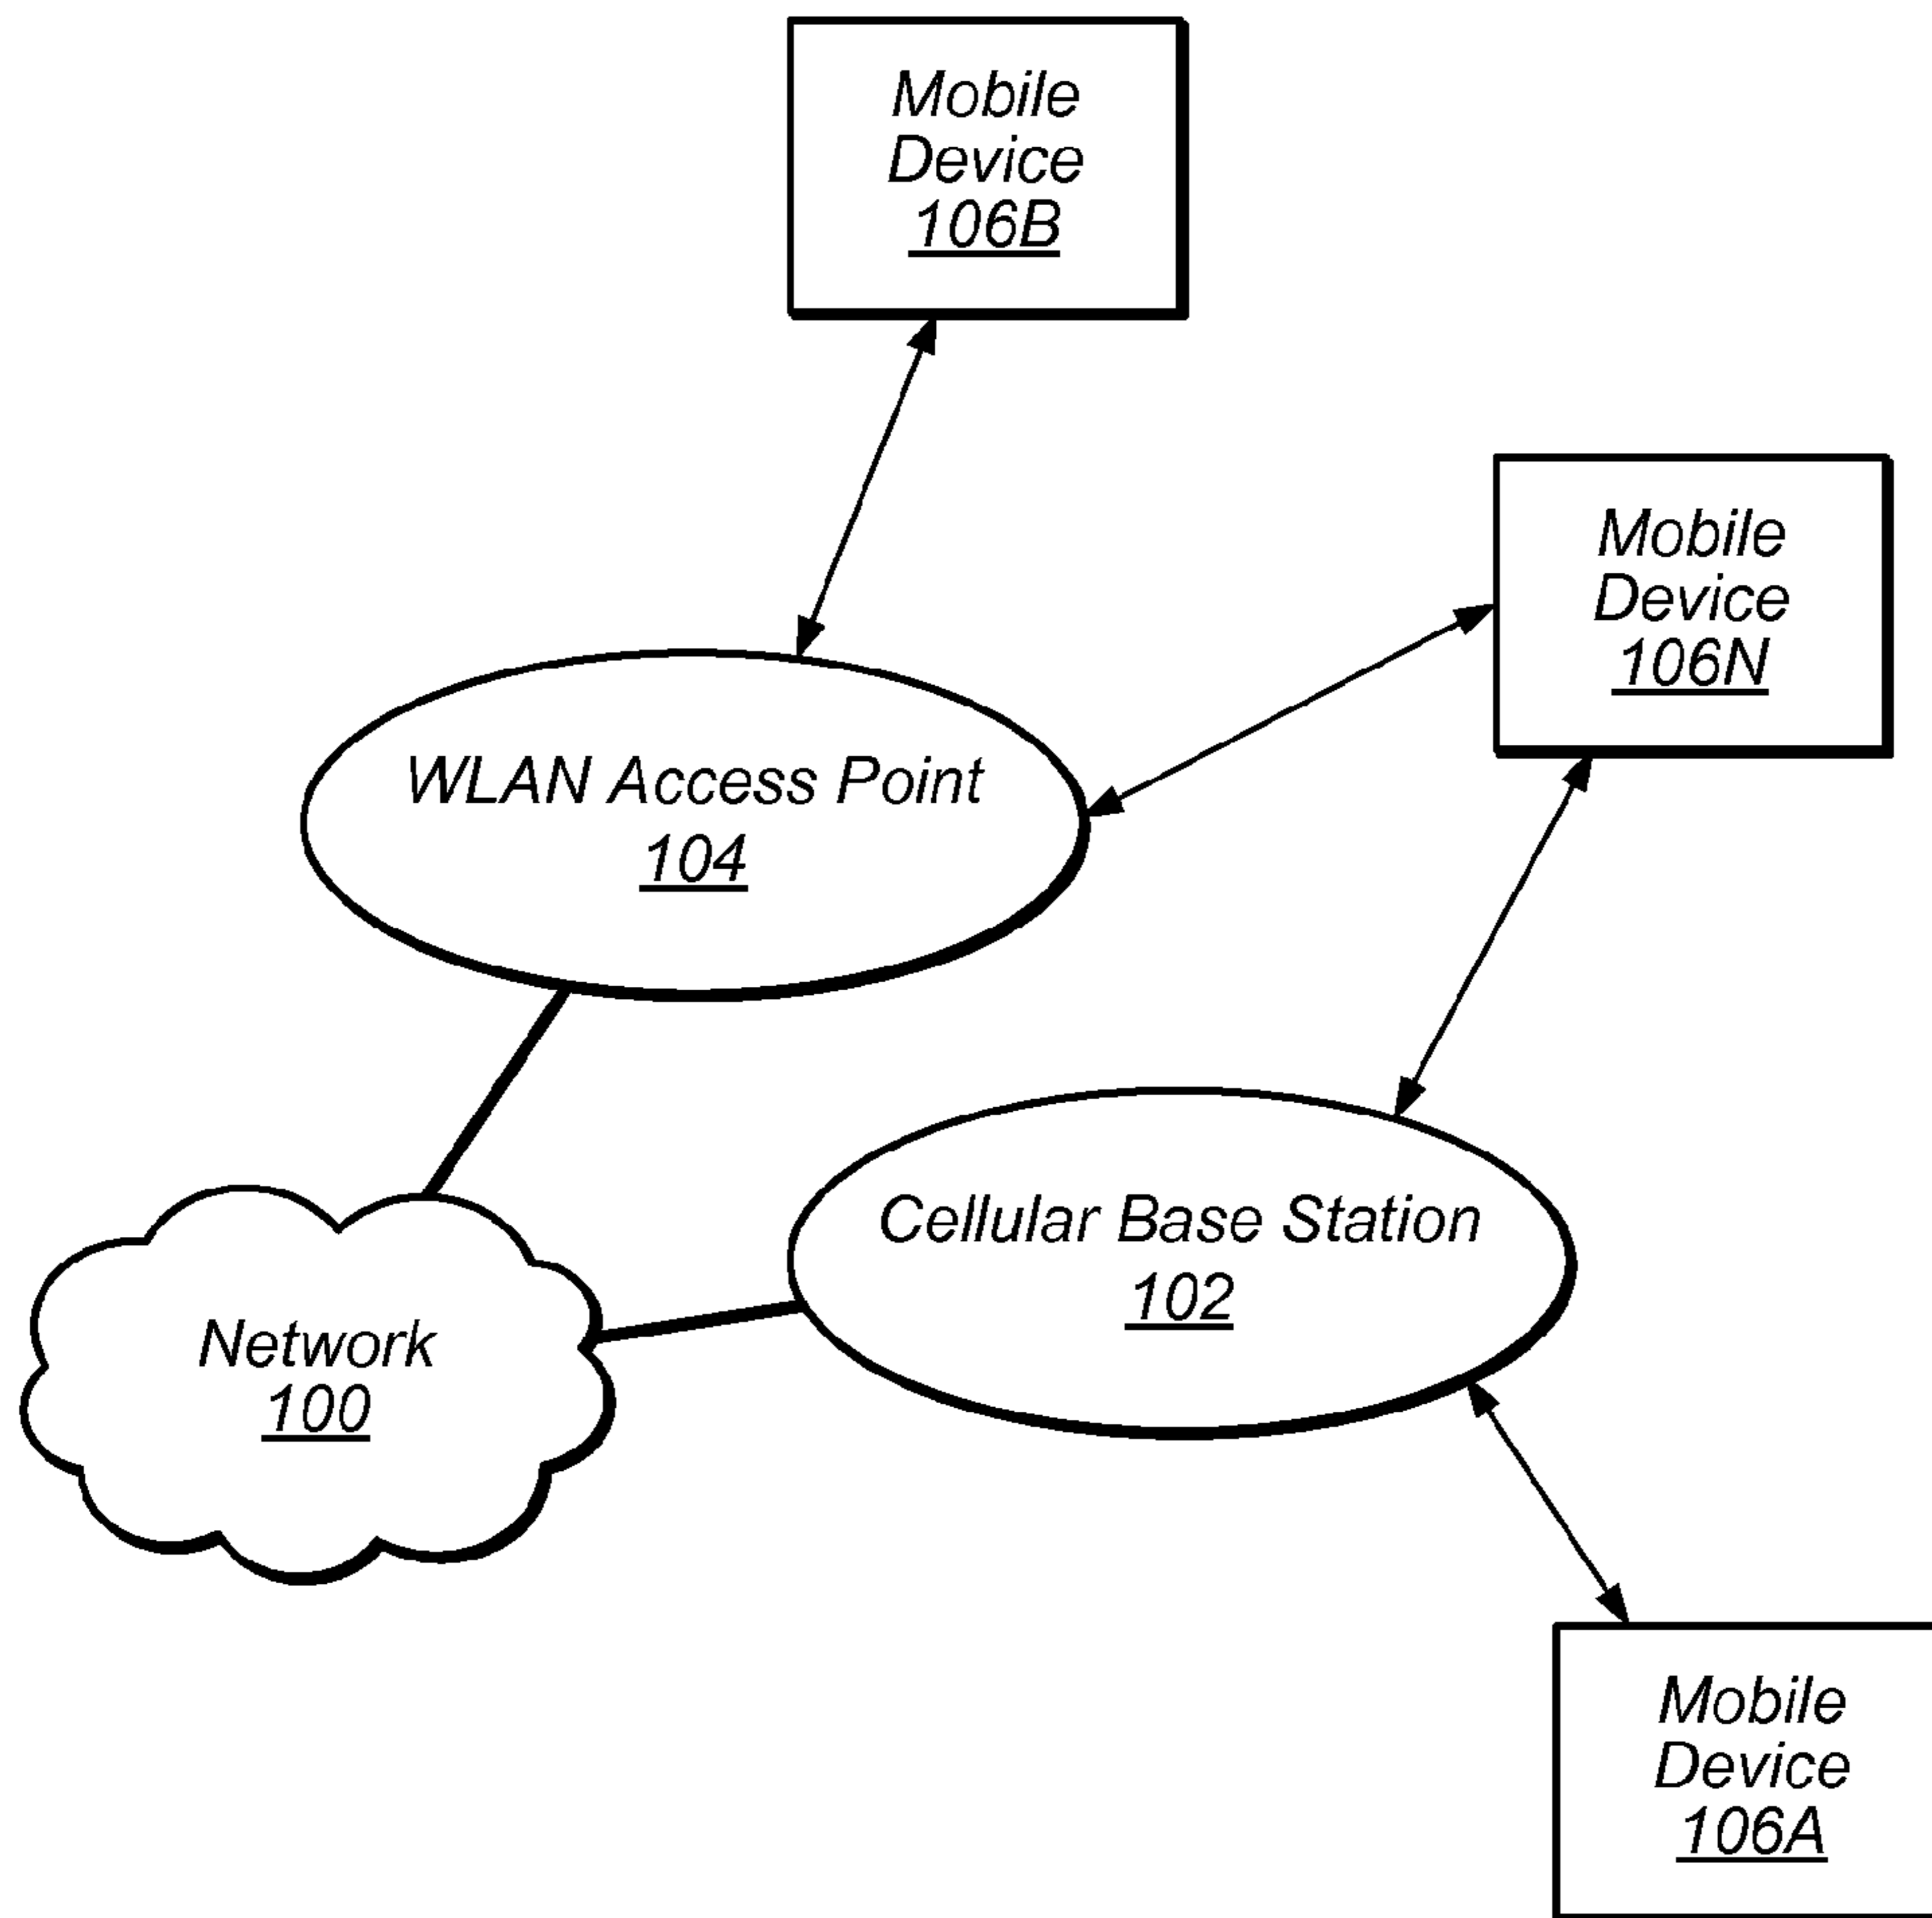 Mobile
Device
106B
Mobile
Device
106N
WLAN Access Point
104
Cellular Base Station
102
Network
100
Mobile
Device
106A